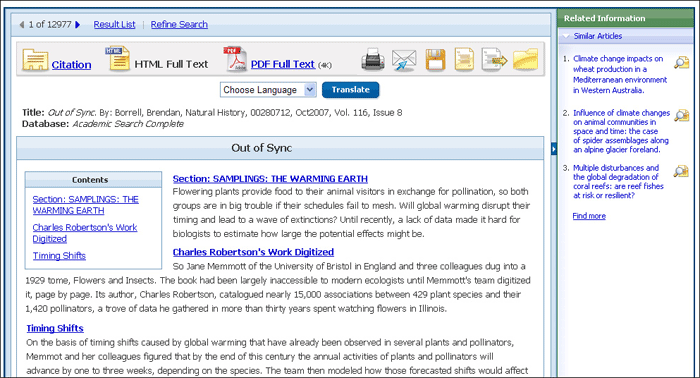 1 of 12977 Result List | Refine Search
Citation HTML HTML Full Text PDF PDF Full Text (4K)
Choose Language Translate
Title: Out of Sync. By: Borrell, Brendan, Natural History, 00280712, Oct2007, Vol. 116, Issue 8
Database: Academic Search Complete
Out of Sync
Contents
Section: SAMPLINGS: THE
WARMING EARTH
Charles Robertson's Work
Digitized
Timing Shifts
Section: SAMPLINGS: THE WARMING EARTH
Flowering plants provide food to their animal visitors in exchange for pollination, so both
groups are in big trouble if their schedules fail to mesh. Will global warming disrupt their
timing and lead to a wave of extinctions? Until recently, a lack of data made it hard for
biologists to estimate how large the potential effects might be.
Charles Robertson's Work Digitized
So Jane Memmott of the University of Bristol in England and three colleagues dug into a
1929 tome, Flowers and Insects. The book had been largely inaccessible to modern ecologists until Memmott's team digitized
it, page by page. Its author, Charles Robertson, catalogued nearly 15,000 associations between 429 plant species and their
1,420 pollinators, a trove of data he gathered in more than thirty years spent watching flowers in Illinois.
Timing Shifts
On the basis of timing shifts caused by global warming that have already been observed in several plants and pollinators,
Memmot and her colleagues figured that by the end of this century the annual activities of plants and pollinators will
advance by one to three weeks, depending on the species. The team then modeled how those forecasted shifts would affect
Related Information
Similar Articles
1. Climate change impacts on
wheat production in a
Mediterranean environment
in Western Australia.
2. Influence of climate changes
on animal communities in
space and time: the case of
spider assemblages along
an alpine glacier foreland.
3. Multiple disturbances and
the global degradation of
coral reefs: are reef fishes
at risk or resilient?
Find more